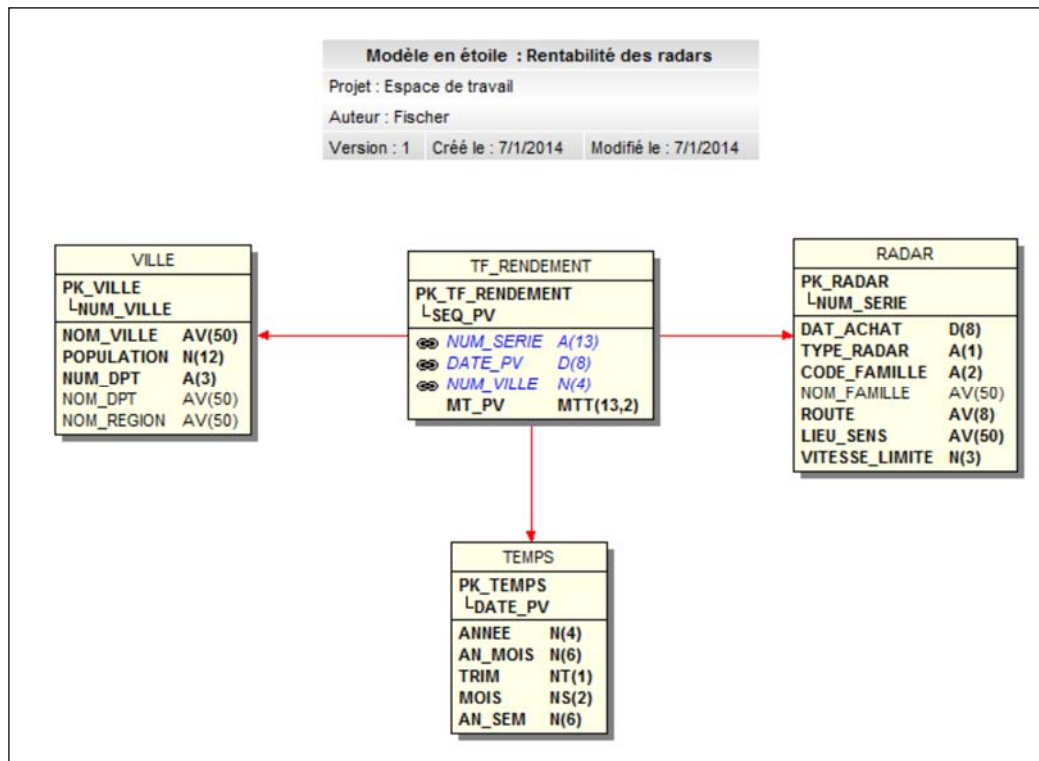 Modèle en étoile : Rentabilité des radars
Projet : Espace de travail
Auteur : Fischer
Version : 1 Créé le : 7/1/2014 Modifié le : 7/1/2014
VILLE
PK_VILLE
NUM_VILLE
NOM_VILLE AV(50)
POPULATION N(12)
NUM_DPT A(3)
NOM_DPT AV(50)
NOM_REGION AV(50)
TF_RENDEMENT
PK_TF_RENDEMENT
SEQ_PV
NUM_SERIE A(13)
DATE_PV D(8)
NUM_VILLE N(4)
MT_PV MTT(13,2)
RADAR
PK_RADAR
NUM_SERIE
DAT_ACHAT D(8)
TYPE_RADAR A(1)
CODE_FAMILLE A(2)
NOM_FAMILLE AV(50)
ROUTE AV(8)
LIEU_SENS AV(50)
VITESSE_LIMITE N(3)
TEMPS
PK_TEMPS
DATE_PV
ANNEE N(4)
AN_MOIS N(6)
TRIM NT(1)
MOIS NS(2)
AN_SEM N(6)